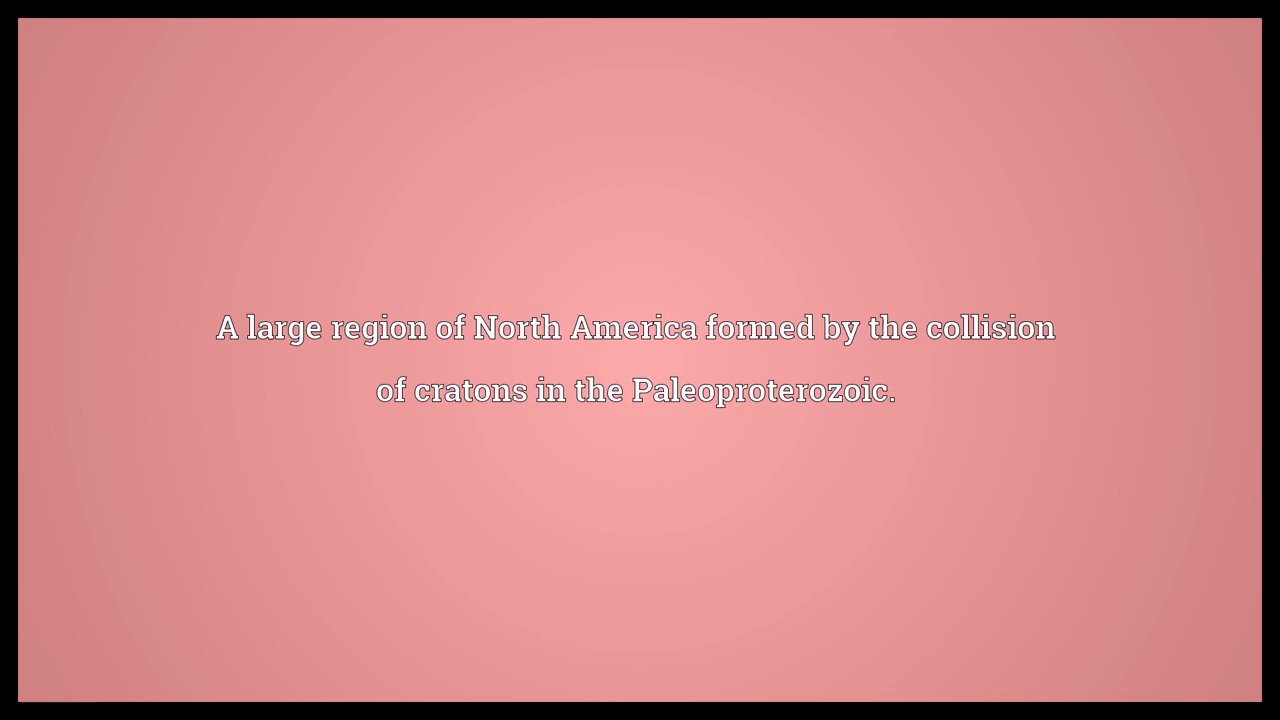 A large region of North America formed by the collision
of cratons in the Paleoproterozoic.